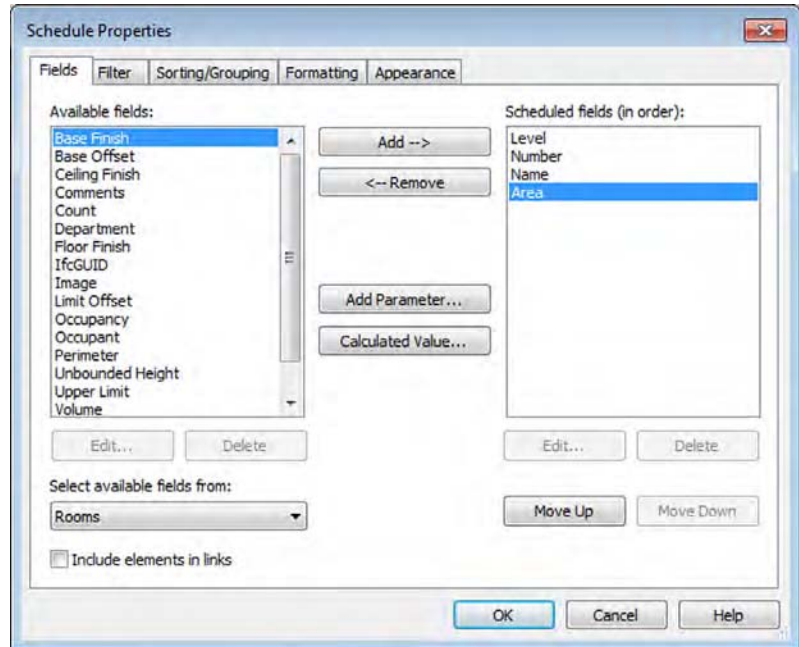 Schedule Properties
Fields Filter Sorting/Grouping Formatting Appearance
Available fields:
Base Finish
Base Offset
Ceiling Finish
Comments
Count
Department
Floor Finish
IfcGUID
Image
Limit Offset
Occupancy
Occupant
Perimeter
Unbounded Height
Upper Limit
Volume
Edit... Delete
Select available fields from:
Rooms
Include elements in links
Add -->
<-- Remove
Add Parameter...
Calculated Value...
Scheduled fields (in order):
Level
Number
Name
Area
Edit... Delete
Move Up Move Down
OK Cancel Help